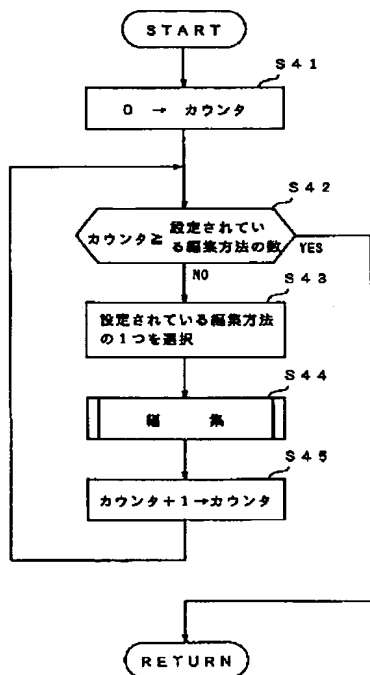 START
S41
0 → カウンタ
S42
カウンタ≧ 設定されてい
る編集方法の数
YES
NO
S43
設定されている編集方法
の1つを選択
S44
編 集
S45
カウンタ+1→カウンタ
RETURN